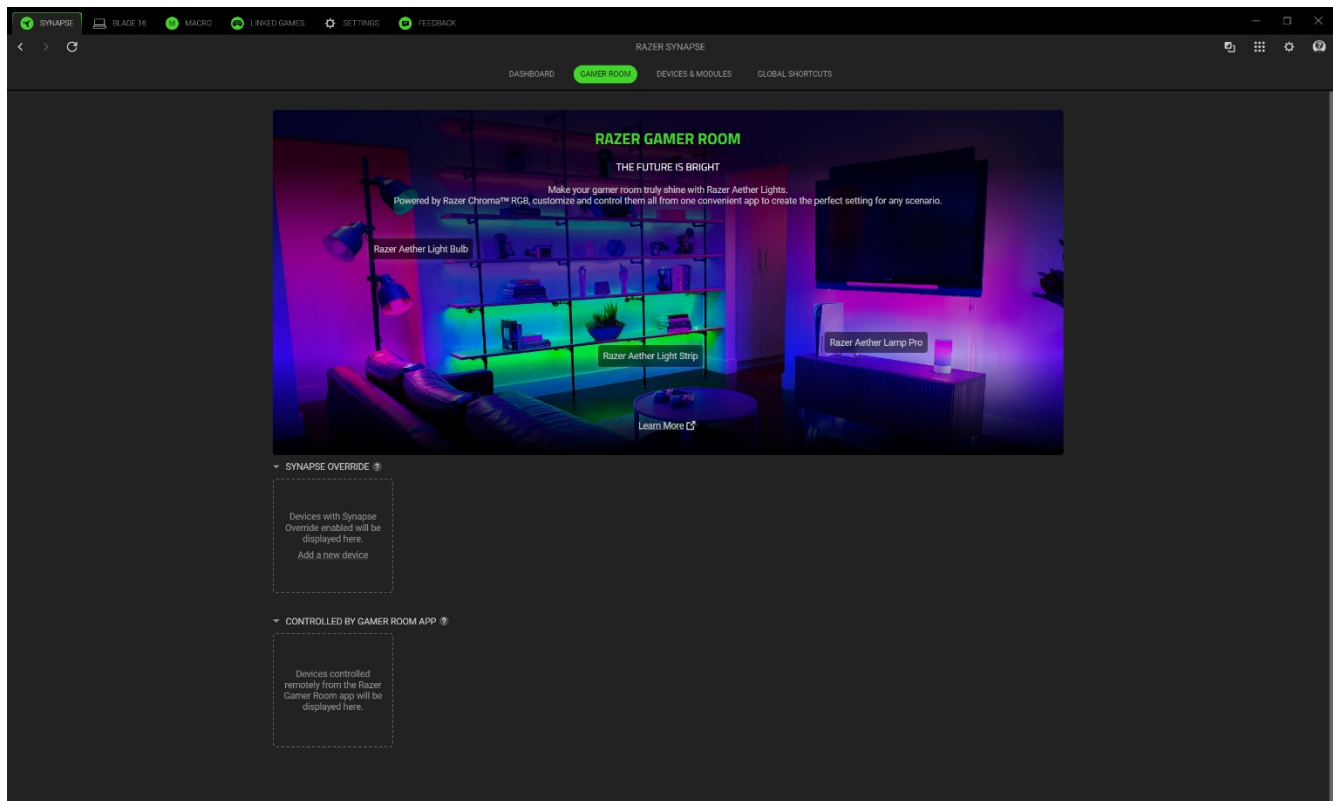 SYNAPSE
BLADE 16
MACRO
LINKED GAMES
SETTINGS
FEEDBACK
RAZER SYNAPSE
DASHBOARD
GAMER ROOM
DEVICES & MODULES
GLOBAL SHORTCUTS
RAZER GAMER ROOM
THE FUTURE IS BRIGHT
Make your gamer room truly shine with Razer Aether Lights.
Powered by Razer Chroma™ RGB, customize and control them all from one convenient app to create the perfect setting for any scenario.
Razer Aether Light Bulb
Razer Aether Lamp Pro
Razer Aether Light Strip
Learn More
SYNAPSE OVERRIDE ?
Devices with Synapse
Override enabled will be
displayed here.
Add a new device
CONTROLLED BY GAMER ROOM APP ?
Devices controlled
remotely from the Razer
Gamer Room app will be
displayed here.